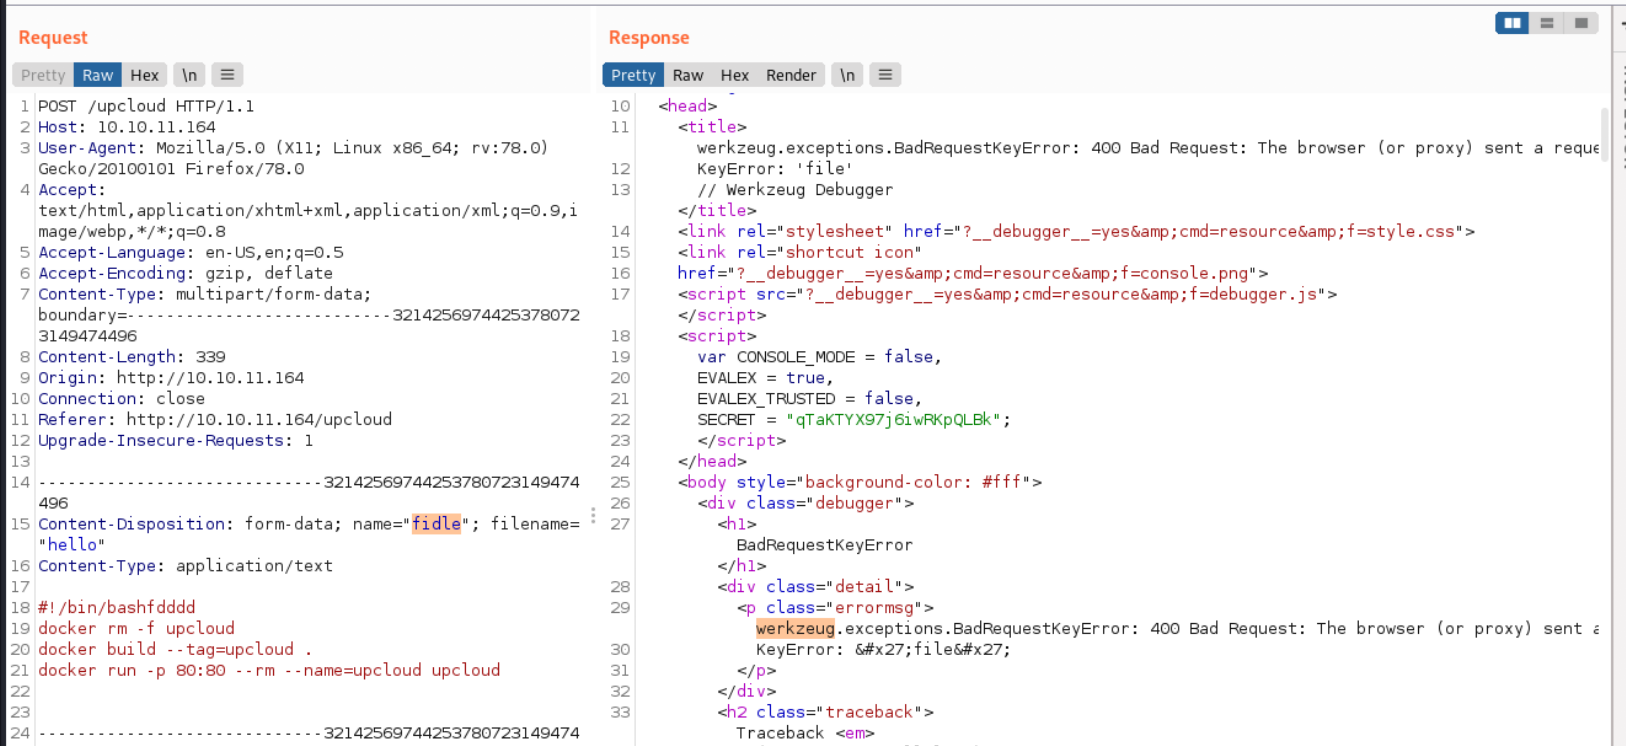 Request
Pretty Raw Hex \n
1 POST /upcloud HTTP/1.1
2 Host: 10.10.11.164
3 User-Agent: Mozilla/5.0 (X11; Linux x86_64; rv:78.0)
Gecko/20100101 Firefox/78.0
4 Accept:
text/html,application/xhtml+xml,application/xml;q=0.9,i
mage/webp,*/*;q=0.8
5 Accept-Language: en-US,en;q=0.5
6 Accept-Encoding: gzip, deflate
7 Content-Type: multipart/form-data;
boundary=---------------------------3214256974425378072
3149474496
8 Content-Length: 339
9 Origin: http://10.10.11.164
10 Connection: close
11 Referer: http://10.10.11.164/upcloud
12 Upgrade-Insecure-Requests: 1
13
14 -----------------------------32142569744253780723149474
496
15 Content-Disposition: form-data; name="fidle"; filename=
"hello"
16 Content-Type: application/text
17
18 #!/bin/bashfdddd
19 docker rm -f upcloud
20 docker build --tag=upcloud .
21 docker run -p 80:80 --rm --name=upcloud upcloud
22
23
24 -----------------------------32142569744253780723149474
Response
Pretty Raw Hex Render \n
10 <head>
11 <title>
werkzeug.exceptions.BadRequestKeyError: 400 Bad Request: The browser (or proxy) sent a reque
12 KeyError: 'file'
13 // Werkzeug Debugger
</title>
14 <link rel="stylesheet" href="?__debugger__=yes&amp;cmd=resource&amp;f=style.css">
15 <link rel="shortcut icon"
16 href="?__debugger__=yes&amp;cmd=resource&amp;f=console.png">
17 <script src="?__debugger__=yes&amp;cmd=resource&amp;f=debugger.js">
</script>
18 <script>
19 var CONSOLE_MODE = false,
20 EVALEX = true,
21 EVALEX_TRUSTED = false,
22 SECRET = "qTaKTYX97j6iwRKpQLBk";
23 </script>
24 </head>
25 <body style="background-color: #fff">
26 <div class="debugger">
27 <h1>
BadRequestKeyError
</h1>
28 <div class="detail">
29 <p class="errormsg">
werkzeug.exceptions.BadRequestKeyError: 400 Bad Request: The browser (or proxy) sent a
30 KeyError: &#x27;file&#x27;
31 </p>
32 </div>
33 <h2 class="traceback">
Traceback <em>